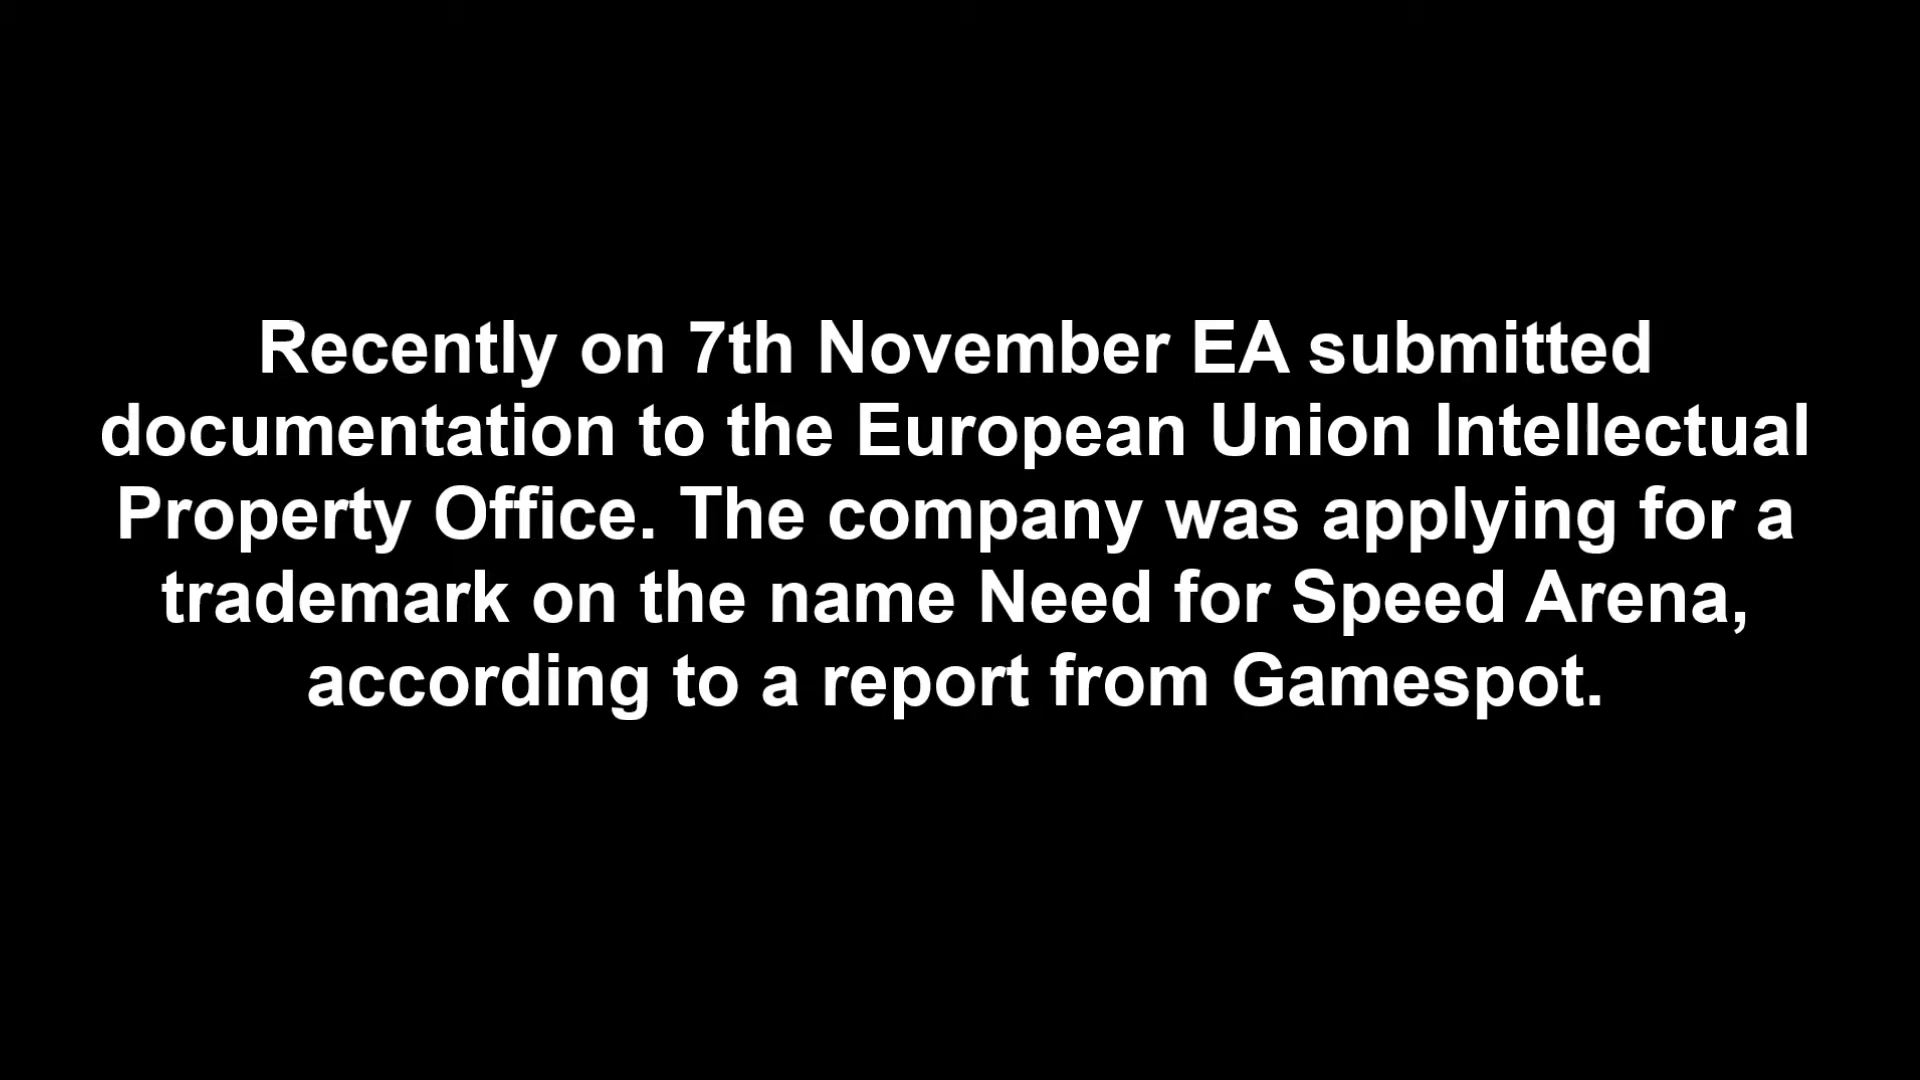 Recently on 7th November EA submitted
documentation to the European Union Intellectual
Property Office. The company was applying for a
trademark on the name Need for Speed Arena,
according to a report from Gamespot.